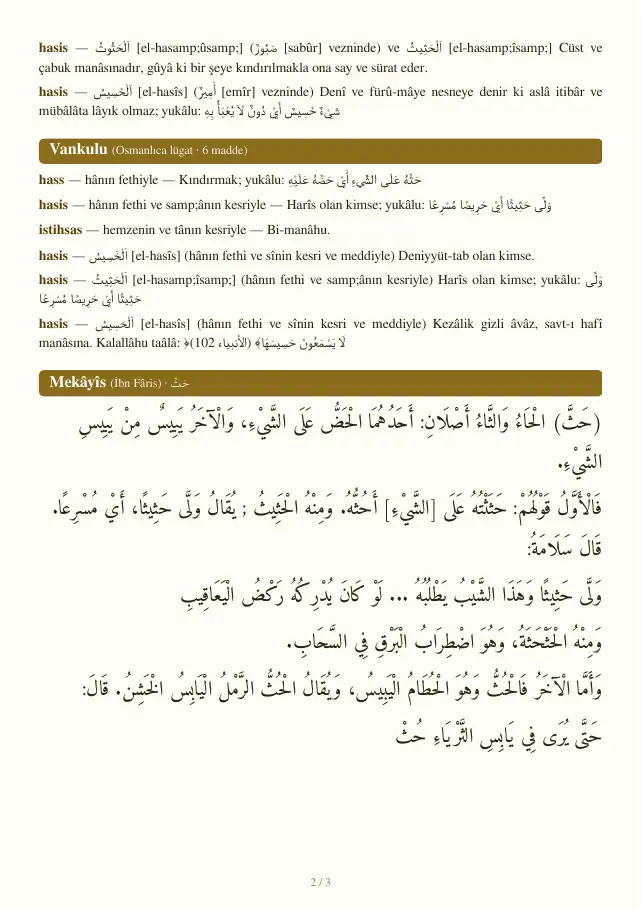 hasis — اَلْحَثُوثُ [el-hasamp;ûsamp;] (صَبُورٌ [sabûr] vezninde) ve اَلْحَثِيثُ [el-hasamp;îsamp;] Cüst ve
çabuk manâsınadır, gûyâ ki bir şeye kındırılmakla ona say ve sürat eder.
hasis — اَلْخَسِيسُ [el-hasîs] (أَمِيرٌ [emîr] vezninde) Denî ve fürû-mâye nesneye denir ki aslâ itibâr ve
mübâlâta lâyık olmaz; yukâlu: شَيْءٌ خَسِيسٌ أَيْ دُونٌ لاَ يُعْبَأُ بِهِ
Vankulu (Osmanlıca lügat · 6 madde)
hass — hânın fethiyle — Kındırmak; yukâlu: حَثَّهُ عَلَى الشَّيءِ أَيْ حَضَّهُ عَلَيْهِ
hasis — hânın fethi ve samp;ânın kesriyle — Harîs olan kimse; yukâlu: وَلَّى حَثِيثًا أَيْ حَرِيصًا مُسْرِعًا
istihsas — hemzenin ve tânın kesriyle — Bi-manâhu.
hasis — اَلْخَسِيسُ [el-hasîs] (hânın fethi ve sînin kesri ve meddiyle) Deniyyüt-tab olan kimse.
hasis — اَلْحَثِيثُ [el-hasamp;îsamp;] (hânın fethi ve samp;ânın kesriyle) Harîs olan kimse; yukâlu: وَلَّى
حَثِيثًا أَيْ حَرِيصًا مُسْرِعًا
hasis — اَلْحَسِيسُ [el-hasîs] (hânın fethi ve sînin kesri ve meddiyle) Kezâlik gizli âvâz, savt-ı hafî
manâsına. Kalallâhu taâlâ: ﴿لَا يَسْمَعُونَ حَسِيسَهَا﴾ (الأنبياء 102)
Mekâyîs (İbn Fâris) · حَثَّ
(حَثَّ) الْحَاءُ وَالثَّاءُ أَصْلَانِ: أَحَدُهُمَا الْحَضُّ عَلَى الشَّيْءِ، وَالْآخَرُ يَبِيسٌ مِنْ يَبِيسِ
الشَّيْءِ.
فَالْأَوَّلُ قَوْلُهُمْ: حَثَثْتُهُ عَلَى [الشَّيْءِ] أَحُثُّهُ. وَمِنْهُ الْحَثِيثُ ; يُقَالُ وَلَّى حَثِيثًا، أَيْ مُسْرِعًا.
قَالَ سَلَامَةُ:
وَلَّى حَثِيثًا وَهَذَا الشَّيْبُ يَطْلُبُهُ ... لَوْ كَانَ يُدْرِكُهُ رَكْضُ الْيَعَاقِيبِ
وَمِنْهُ الْحَثْحَثَةُ، وَهُوَ اضْطِرَابُ الْبَرْقِ فِي السَّحَابِ.
وَأَمَّا الْآخَرُ فَالْحُثُّ وَهُوَ الْحُطَامُ الْيَبِيسُ، وَيُقَالُ الْحُثُّ الرَّمْلُ الْيَابِسُ الْخَشِنُ. قَالَ:
حَتَّى يُرَى فِي يَابِسِ الثَّرْيَاءِ حُثْ
2 / 3